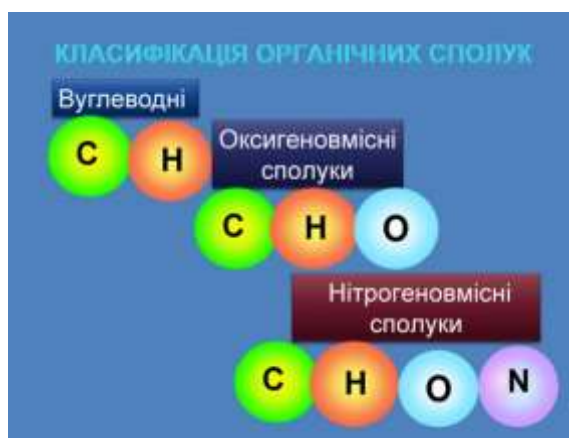 КЛАСИФІКАЦІЯ ОРГАНІЧНИХ СПОЛУК
Вуглеводні
C H
Оксигеновмісні
сполуки
C H O
Нітрогеновмісні
сполуки
C H O N